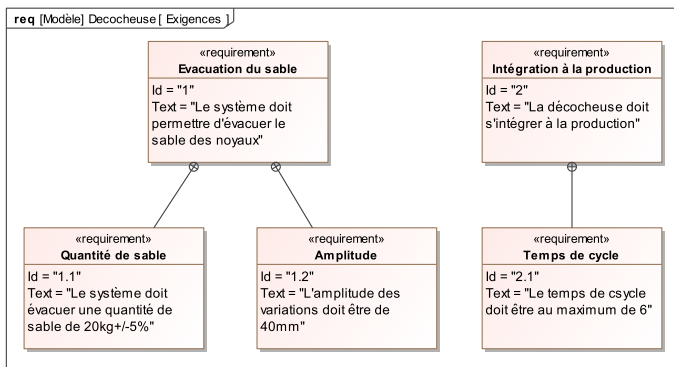 req [Modèle] Decocheuse [ Exigences ]
«requirement»
Evacuation du sable
Id = "1"
Text = "Le système doit
permettre d'évacuer le
sable des noyaux"
«requirement»
Intégration à la production
Id = "2"
Text = "La décocheuse doit
s'intégrer à la production"
«requirement»
Quantité de sable
Id = "1.1"
Text = "Le système doit
évacuer une quantité de
sable de 20kg+/-5%"
«requirement»
Amplitude
Id = "1.2"
Text = "L'amplitude des
variations doit être de
40mm"
«requirement»
Temps de cycle
Id = "2.1"
Text = "Le temps de csycle
doit être au maximum de 6"